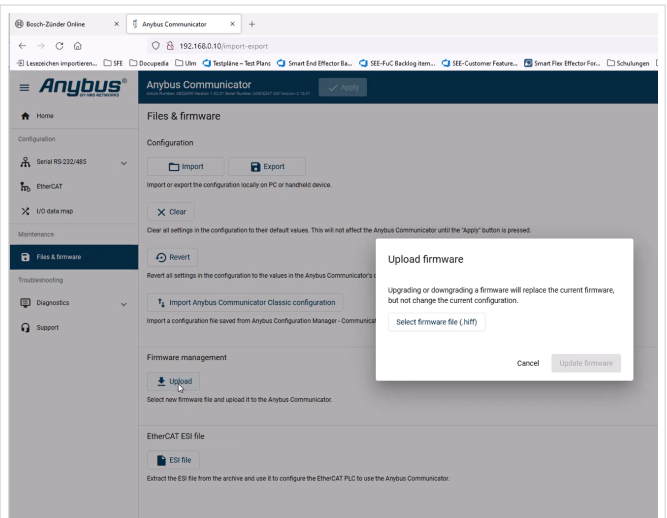 Bosch-Zünder Online
Anybus Communicator
192.168.0.10/import-export
Lesezeichen importieren... SFE Docupedia Ulm Testpläne – Test Plans Smart End Effector Ba... SEE-FuC Backlog item... SEE-Customer Feature... Smart Flex Effector For... Schulungen
Anybus®
BY HMS NETWORKS
Anybus Communicator
Apply
Home
Files & firmware
Configuration
Configuration
Serial RS-232/485
Import
Export
Import or export the configuration locally on PC or handheld device.
EtherCAT
I/O data map
Clear
Clear all settings in the configuration to their default values. This will not affect the Anybus Communicator until the "Apply" button is pressed.
Maintenance
Files & firmware
Revert
Revert all settings in the configuration to the values in the Anybus Communicator's
Troubleshooting
Diagnostics
Import Anybus Communicator Classic configuration
Import a configuration file saved from Anybus Configuration Manager - Communicat
Support
Upload firmware
Upgrading or downgrading a firmware will replace the current firmware,
but not change the current configuration.
Select firmware file (.hiff)
Cancel
Update firmware
Firmware management
Upload
Select new firmware file and upload it to the Anybus Communicator.
EtherCAT ESI file
ESI file
Extract the ESI file from the archive and use it to configure the EtherCAT PLC to use the Anybus Communicator.